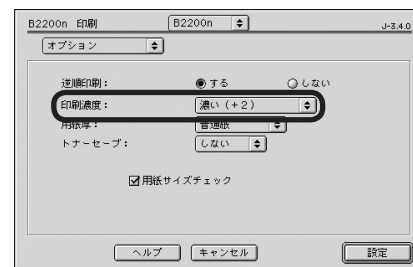 B2200n 印刷 B2200n J-3.4.0
オプション
逆順印刷： する しない
印刷濃度： 濃い（+2）
用紙厚： 普通紙
トナーセーブ： しない
用紙サイズチェック
ヘルプ キャンセル 設定